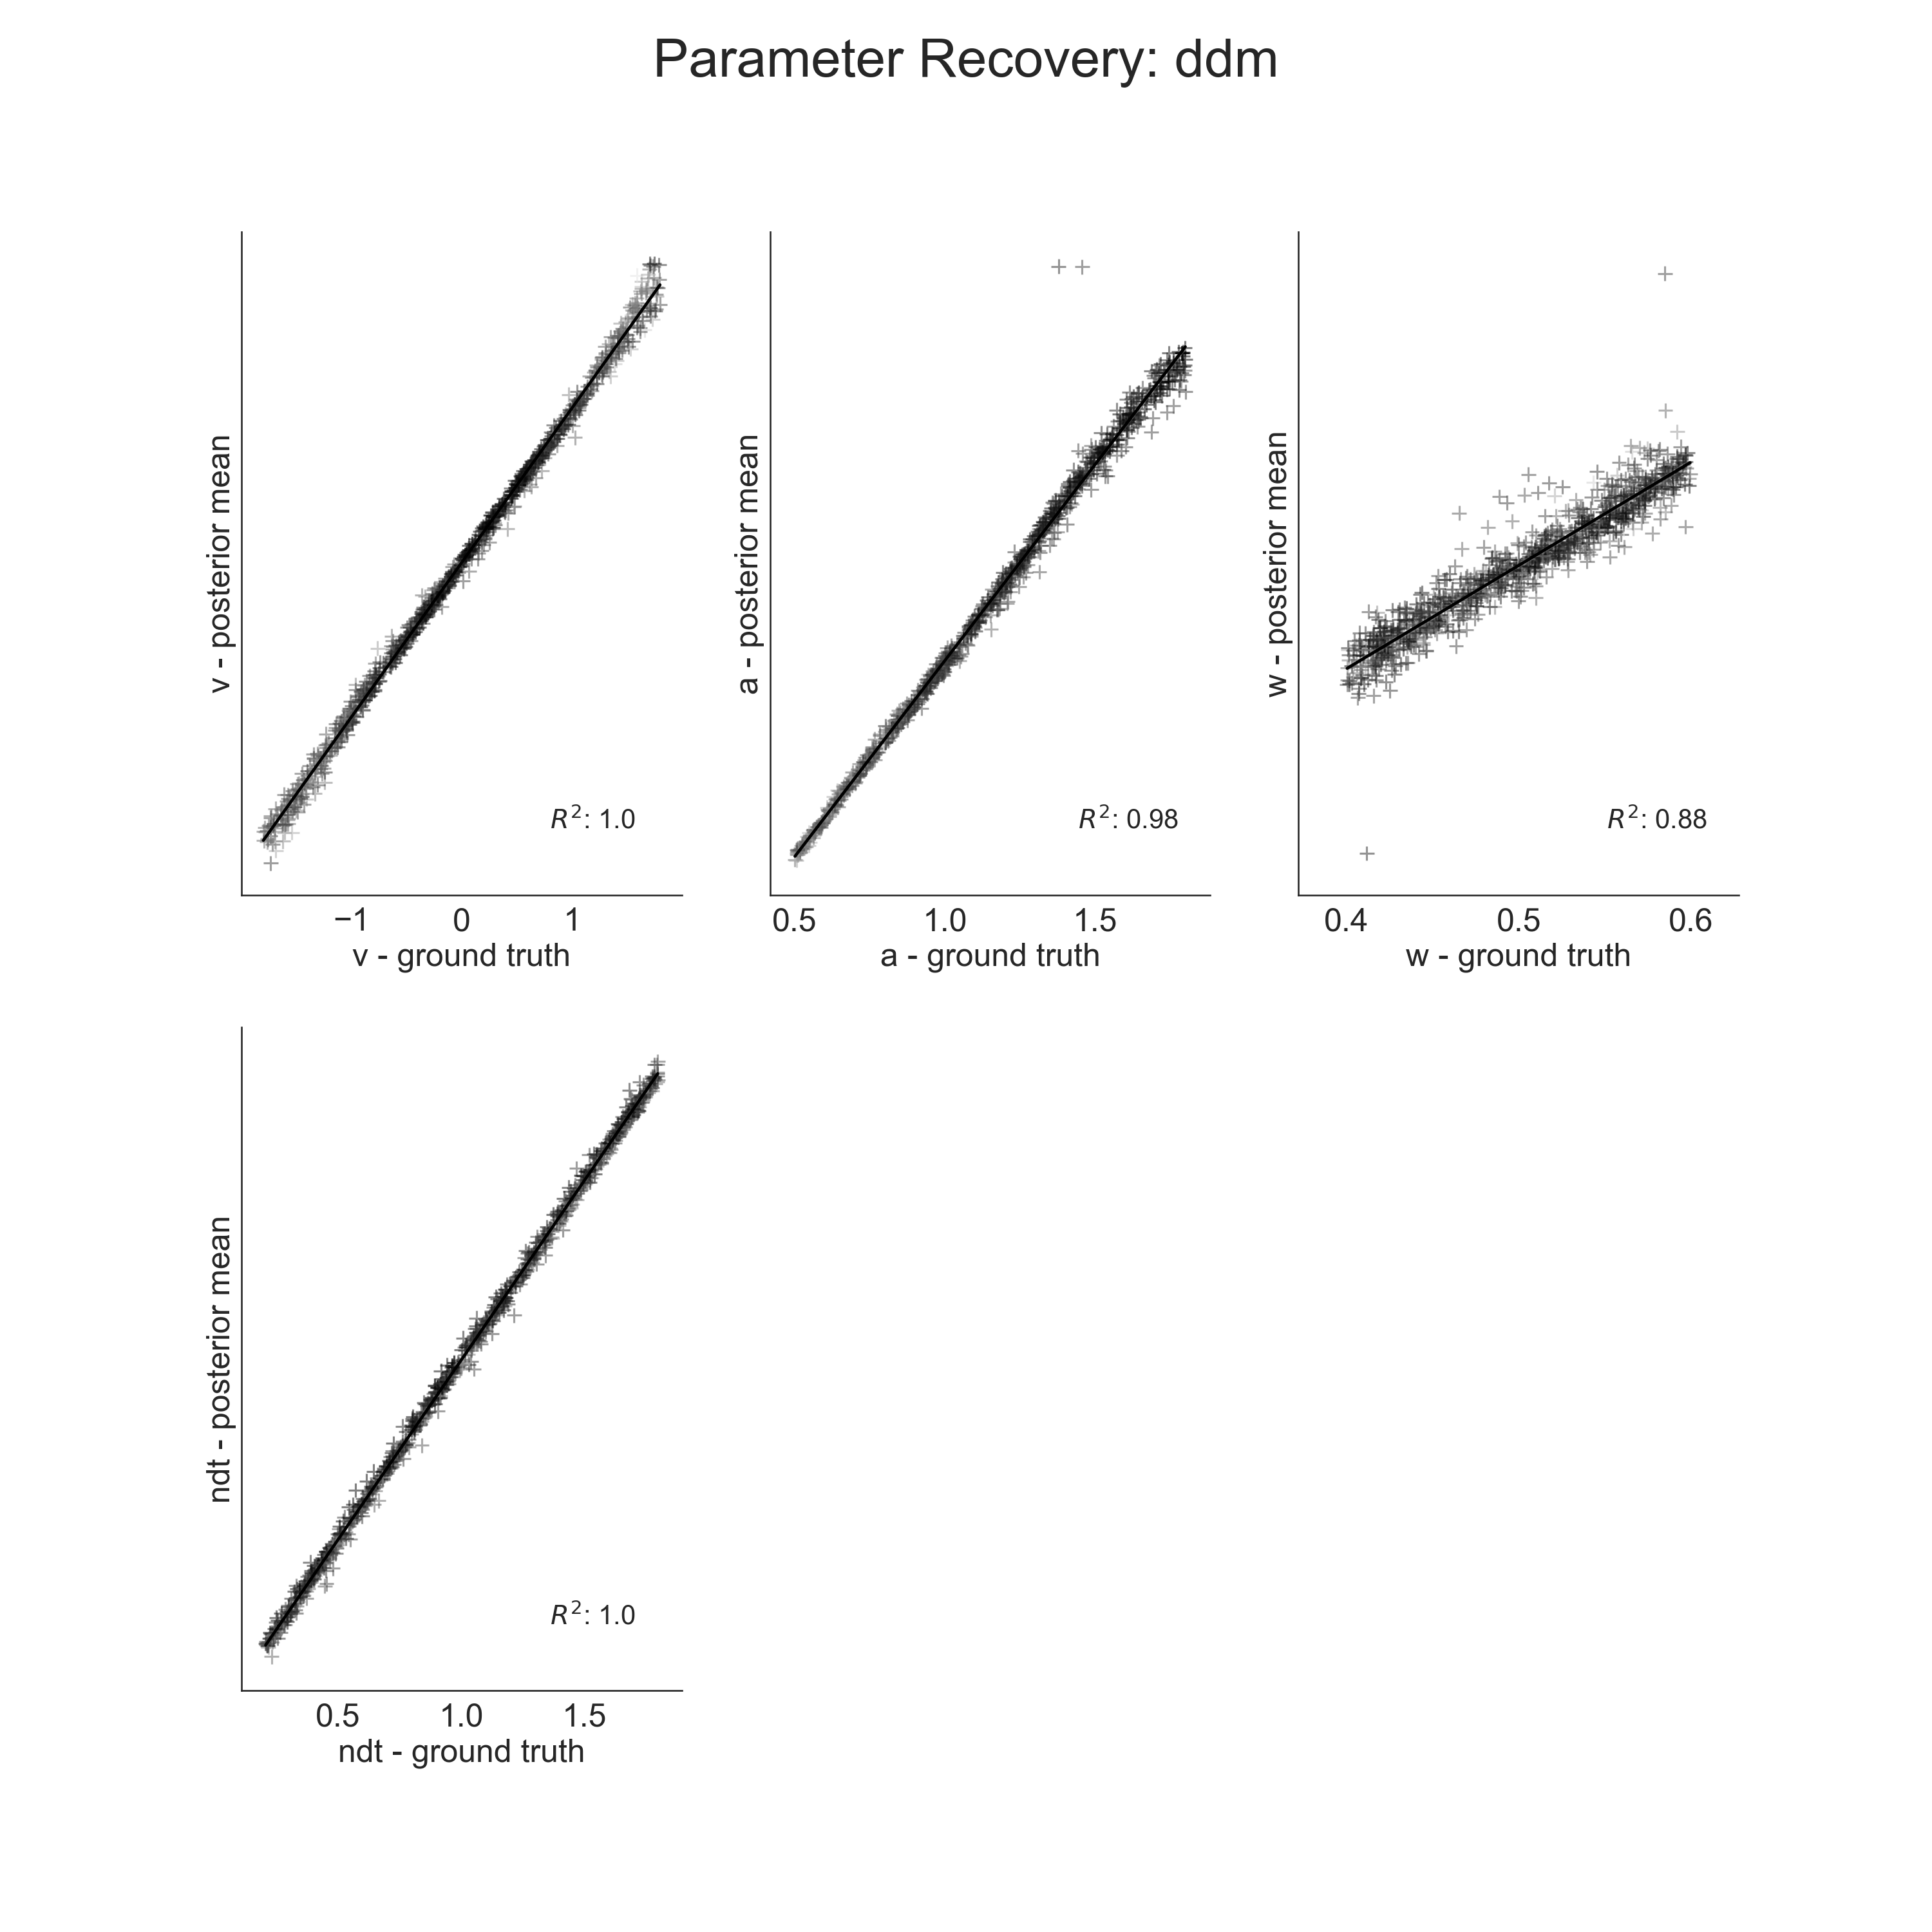 Parameter Recovery: ddm
v - posterior mean
R²: 1.0
−1 0 1
v - ground truth
a - posterior mean
R²: 0.98
0.5 1.0 1.5
a - ground truth
w - posterior mean
R²: 0.88
0.4 0.5 0.6
w - ground truth
ndt - posterior mean
R²: 1.0
0.5 1.0 1.5
ndt - ground truth